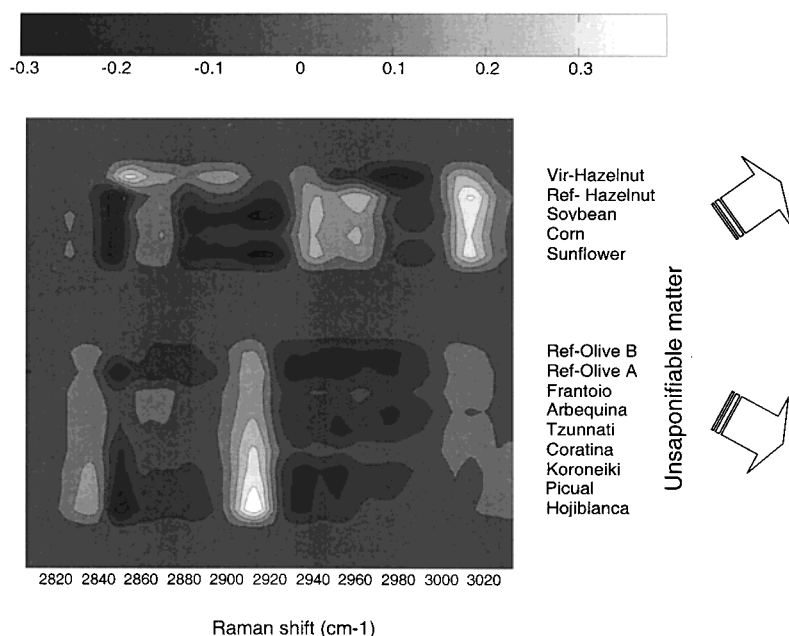 -0.3 -0.2 -0.1 0 0.1 0.2 0.3
Vir-Hazelnut
Ref- Hazelnut
Soybean
Corn
Sunflower
Ref-Olive B
Ref-Olive A
Frantoio
Arbequina
Tzunnati
Coratina
Koroneiki
Picual
Hojiblanca
Unsaponifiable matter
2820 2840 2860 2880 2900 2920 2940 2960 2980 3000 3020
Raman shift (cm-1)